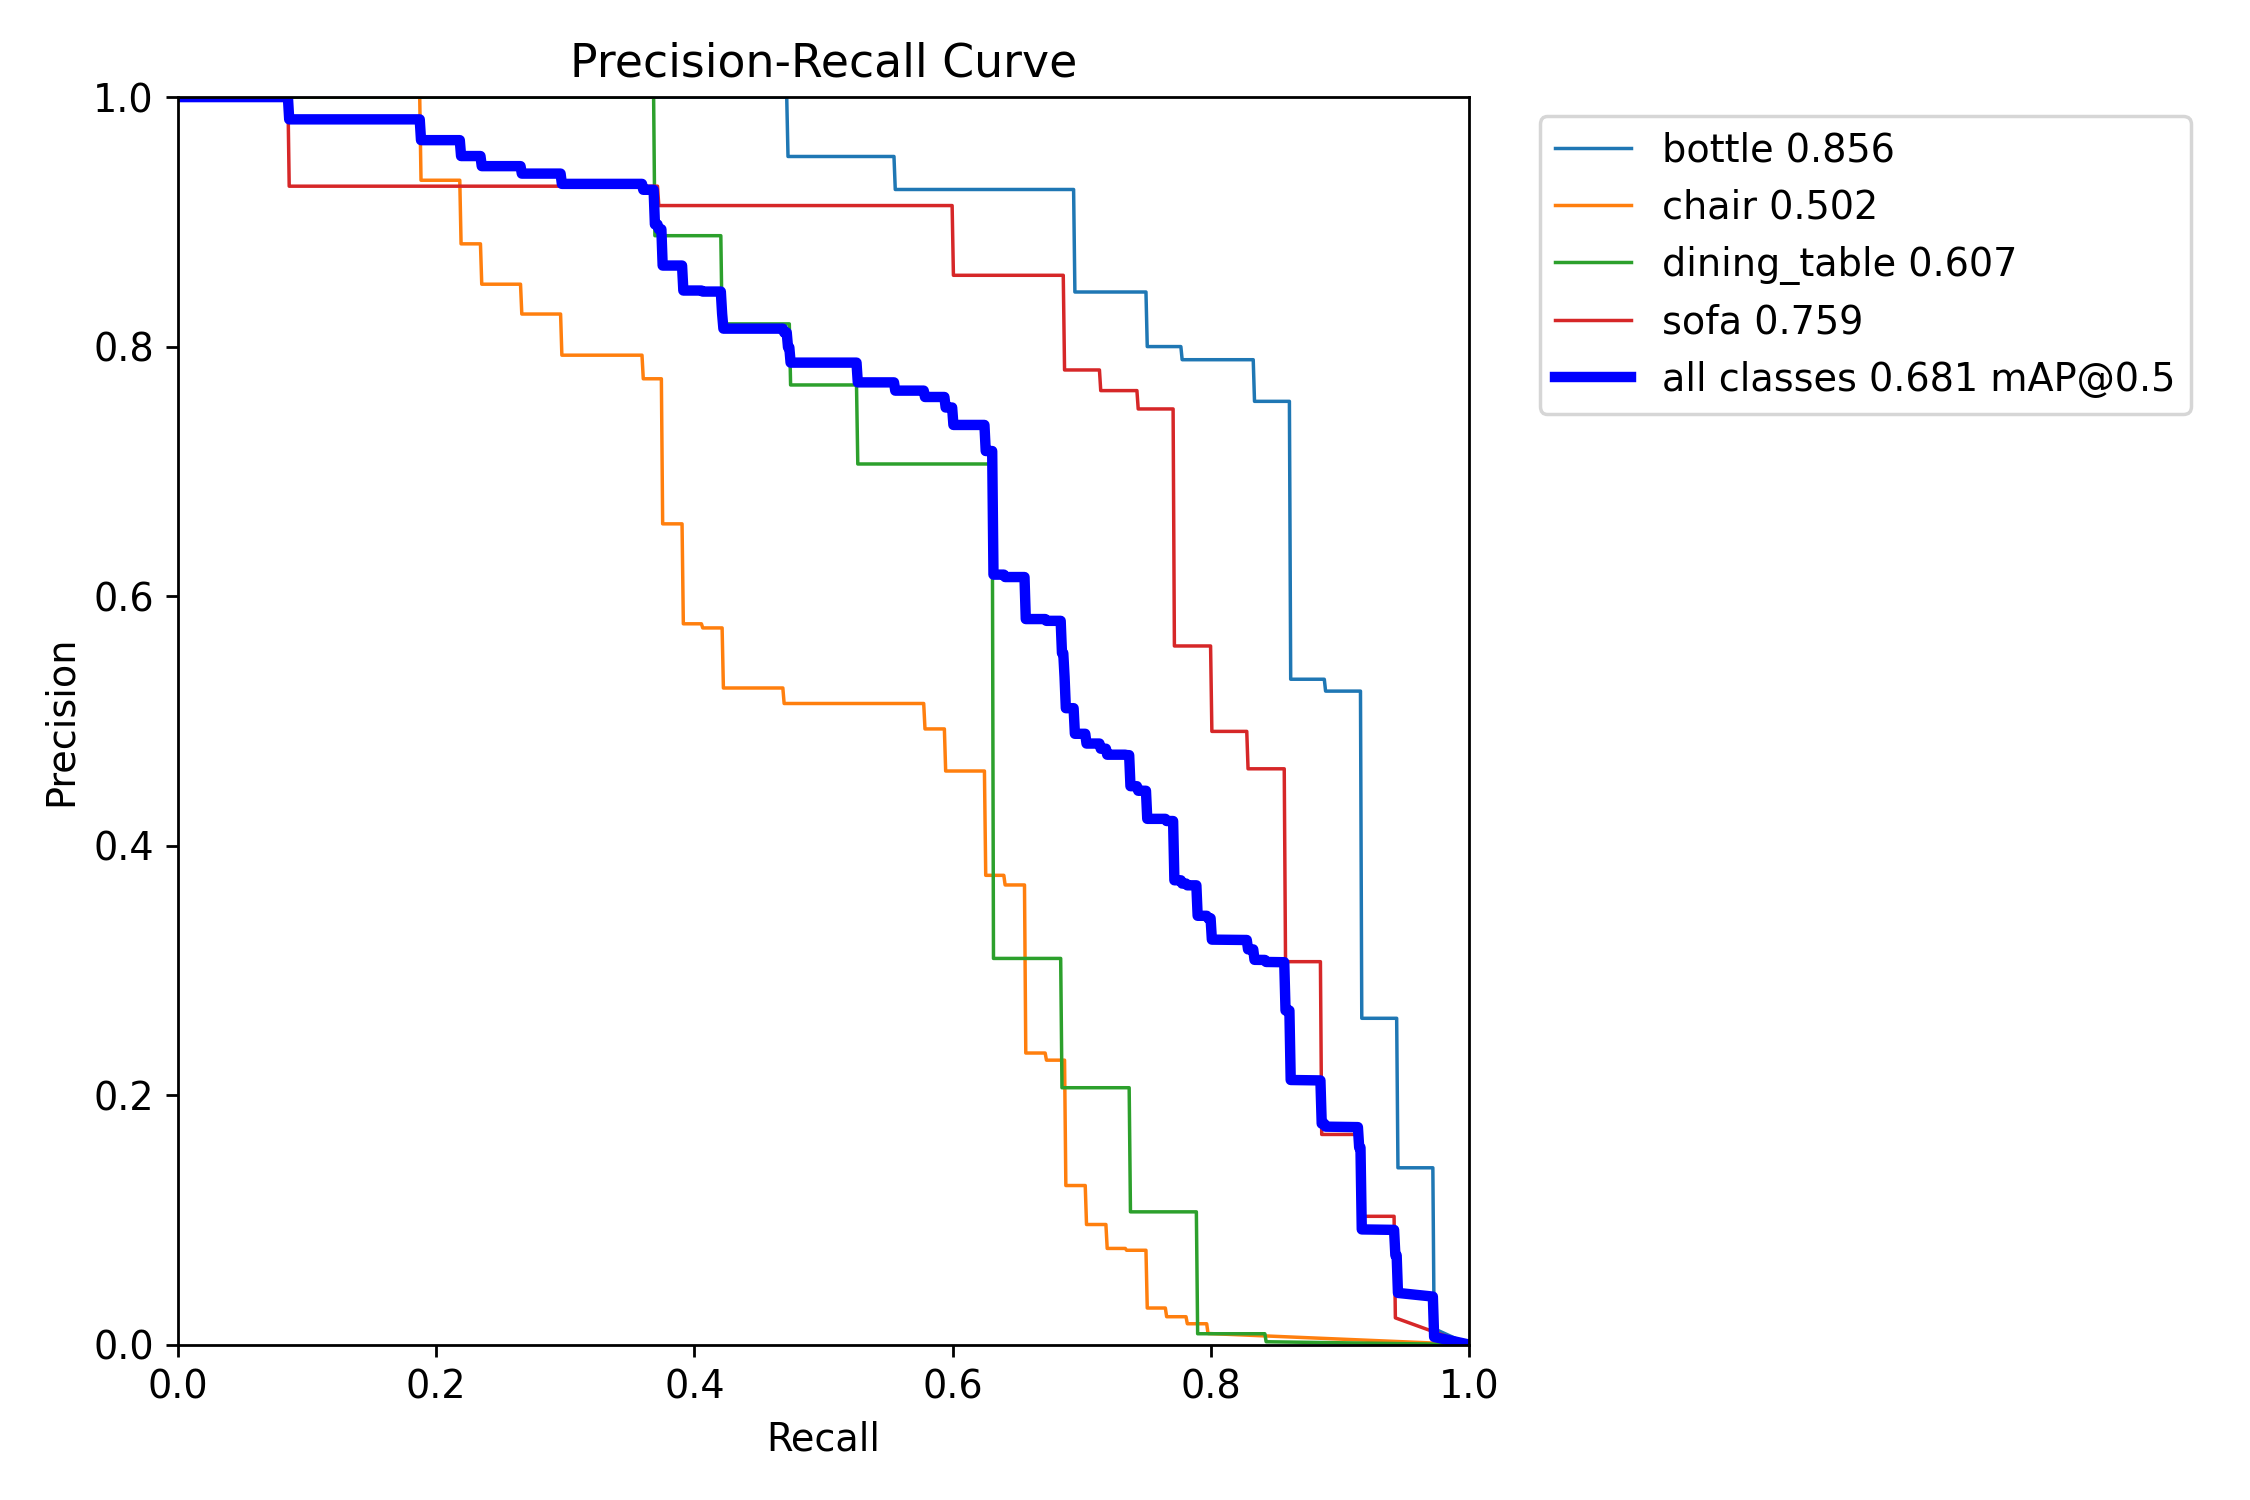 Precision-Recall Curve
1.0
0.8
0.6
0.4
0.2
0.0
Precision
0.0 0.2 0.4 0.6 0.8 1.0
Recall
bottle 0.856
chair 0.502
dining_table 0.607
sofa 0.759
all classes 0.681 mAP@0.5